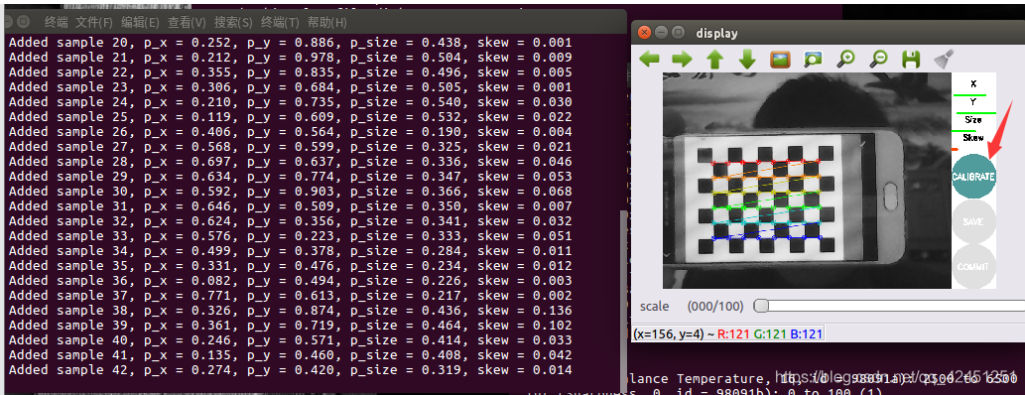 终端 文件(F) 编辑(E) 查看(V) 搜索(S) 终端(T) 帮助(H)
Added sample 20, p_x = 0.252, p_y = 0.886, p_size = 0.438, skew = 0.001
Added sample 21, p_x = 0.212, p_y = 0.978, p_size = 0.504, skew = 0.009
Added sample 22, p_x = 0.355, p_y = 0.835, p_size = 0.496, skew = 0.005
Added sample 23, p_x = 0.306, p_y = 0.684, p_size = 0.505, skew = 0.001
Added sample 24, p_x = 0.210, p_y = 0.735, p_size = 0.540, skew = 0.030
Added sample 25, p_x = 0.119, p_y = 0.609, p_size = 0.532, skew = 0.022
Added sample 26, p_x = 0.406, p_y = 0.564, p_size = 0.190, skew = 0.004
Added sample 27, p_x = 0.568, p_y = 0.599, p_size = 0.325, skew = 0.021
Added sample 28, p_x = 0.697, p_y = 0.637, p_size = 0.336, skew = 0.046
Added sample 29, p_x = 0.634, p_y = 0.774, p_size = 0.347, skew = 0.053
Added sample 30, p_x = 0.592, p_y = 0.903, p_size = 0.366, skew = 0.068
Added sample 31, p_x = 0.646, p_y = 0.509, p_size = 0.350, skew = 0.007
Added sample 32, p_x = 0.624, p_y = 0.356, p_size = 0.341, skew = 0.032
Added sample 33, p_x = 0.576, p_y = 0.223, p_size = 0.333, skew = 0.051
Added sample 34, p_x = 0.499, p_y = 0.378, p_size = 0.284, skew = 0.011
Added sample 35, p_x = 0.331, p_y = 0.476, p_size = 0.234, skew = 0.012
Added sample 36, p_x = 0.082, p_y = 0.494, p_size = 0.226, skew = 0.003
Added sample 37, p_x = 0.771, p_y = 0.613, p_size = 0.217, skew = 0.002
Added sample 38, p_x = 0.326, p_y = 0.874, p_size = 0.436, skew = 0.136
Added sample 39, p_x = 0.361, p_y = 0.719, p_size = 0.464, skew = 0.102
Added sample 40, p_x = 0.246, p_y = 0.571, p_size = 0.414, skew = 0.033
Added sample 41, p_x = 0.135, p_y = 0.460, p_size = 0.408, skew = 0.042
Added sample 42, p_x = 0.274, p_y = 0.420, p_size = 0.319, skew = 0.014
display
X
Y
Size
Skew
CALIBRATE
SAVE
COMMIT
scale (000/100)
(x=156, y=4) ~ R:121 G:121 B:121
lance Temperature, 0, id = 98091a): 2500 to 6500
0, id = 98091b): 0 to 100 (1)